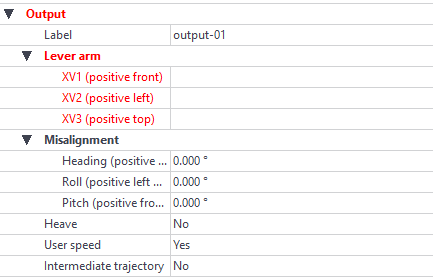 Output
Label output-01
Lever arm
XV1 (positive front)
XV2 (positive left)
XV3 (positive top)
Misalignment
Heading (positive ... 0.000 °
Roll (positive left ... 0.000 °
Pitch (positive fro... 0.000 °
Heave No
User speed Yes
Intermediate trajectory No